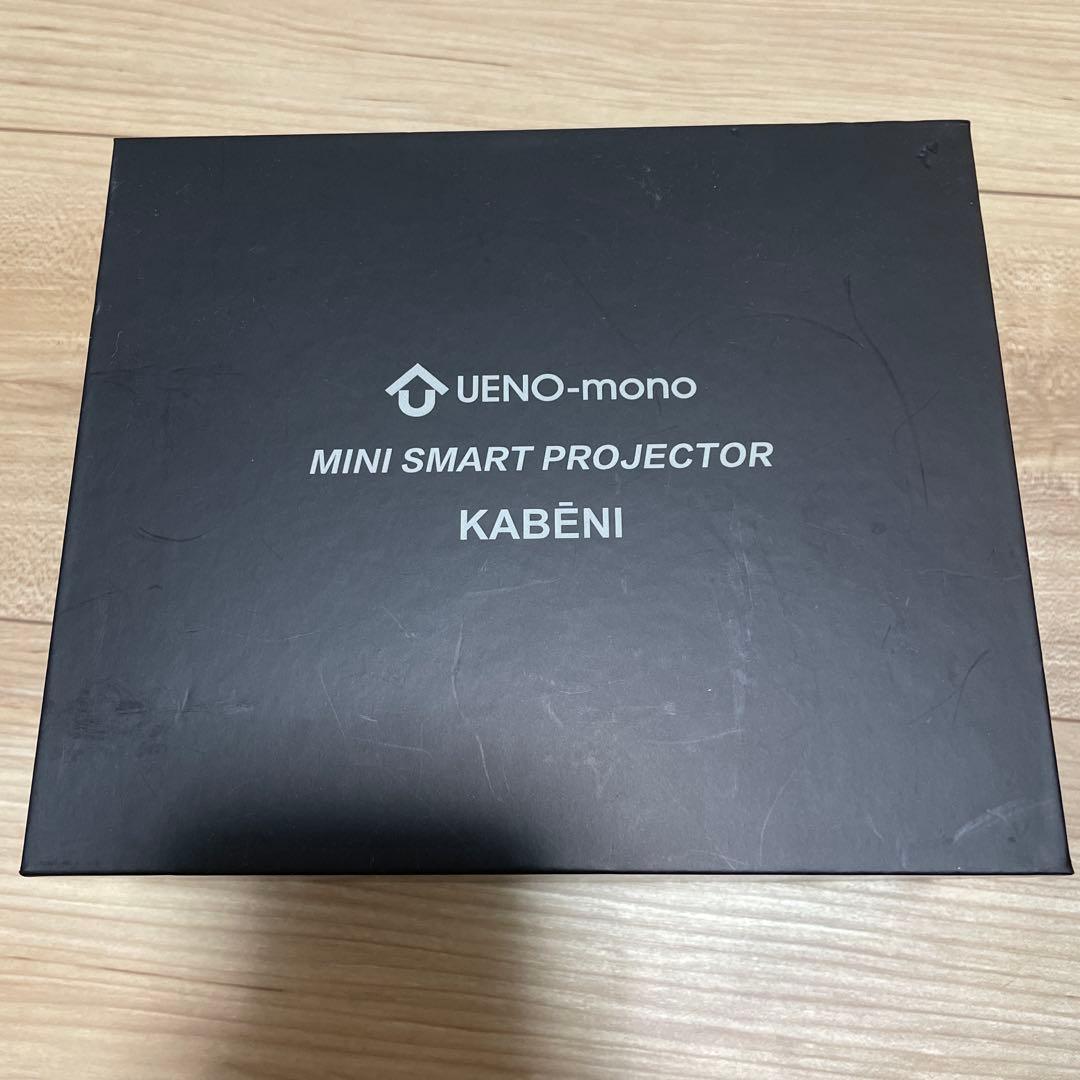 UENO-mono
MINI SMART PROJECTOR
KABĒNI